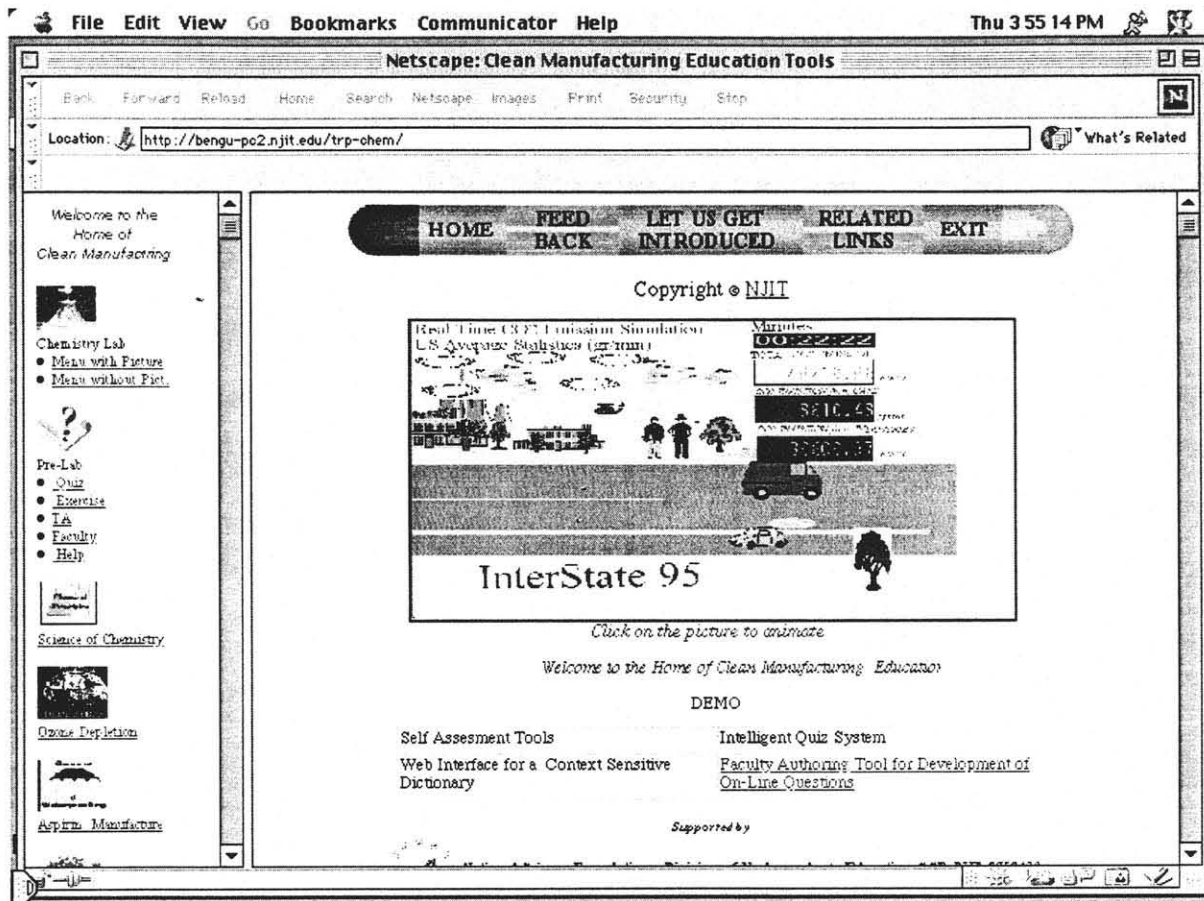 File Edit View Go Bookmarks Communicator Help Thu 3 55 14 PM
Netscape: Clean Manufacturing Education Tools
Back Forward Reload Home Search Netscape Images Print Security Stop
Location: http://bengu-pc2.njit.edu/trp-chem/ What's Related
Welcome to the
Home of
Clean Manufactring
Chemistry Lab
Menu with Picture
Menu without Pict.
Pre-Lab
Quiz
Exercise
TA
Faculty
Help
Science of Chemistry
Ozone Depletion
Aspirin Manufacture
HOME FEED BACK LET US GET INTRODUCED RELATED LINKS EXIT
Copyright © NJIT
Real Time Emission Simulation
US Average Statistics (gr/min)
Minutes
00:22:22
InterState 95
Click on the picture to animate
Welcome to the Home of Clean Manufacturing Education
DEMO
Self Assesment Tools Intelligent Quiz System
Web Interface for a Context Sensitive
Dictionary
Faculty Authoring Tool for Development of
On-Line Questions
Supported by